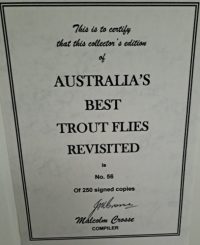 This is to certify
that this collector's edition
of
AUSTRALIA'S
BEST
TROUT FLIES
REVISITED
is
No. 56
Of 250 signed copies
Malcolm Crosse
COMPILER